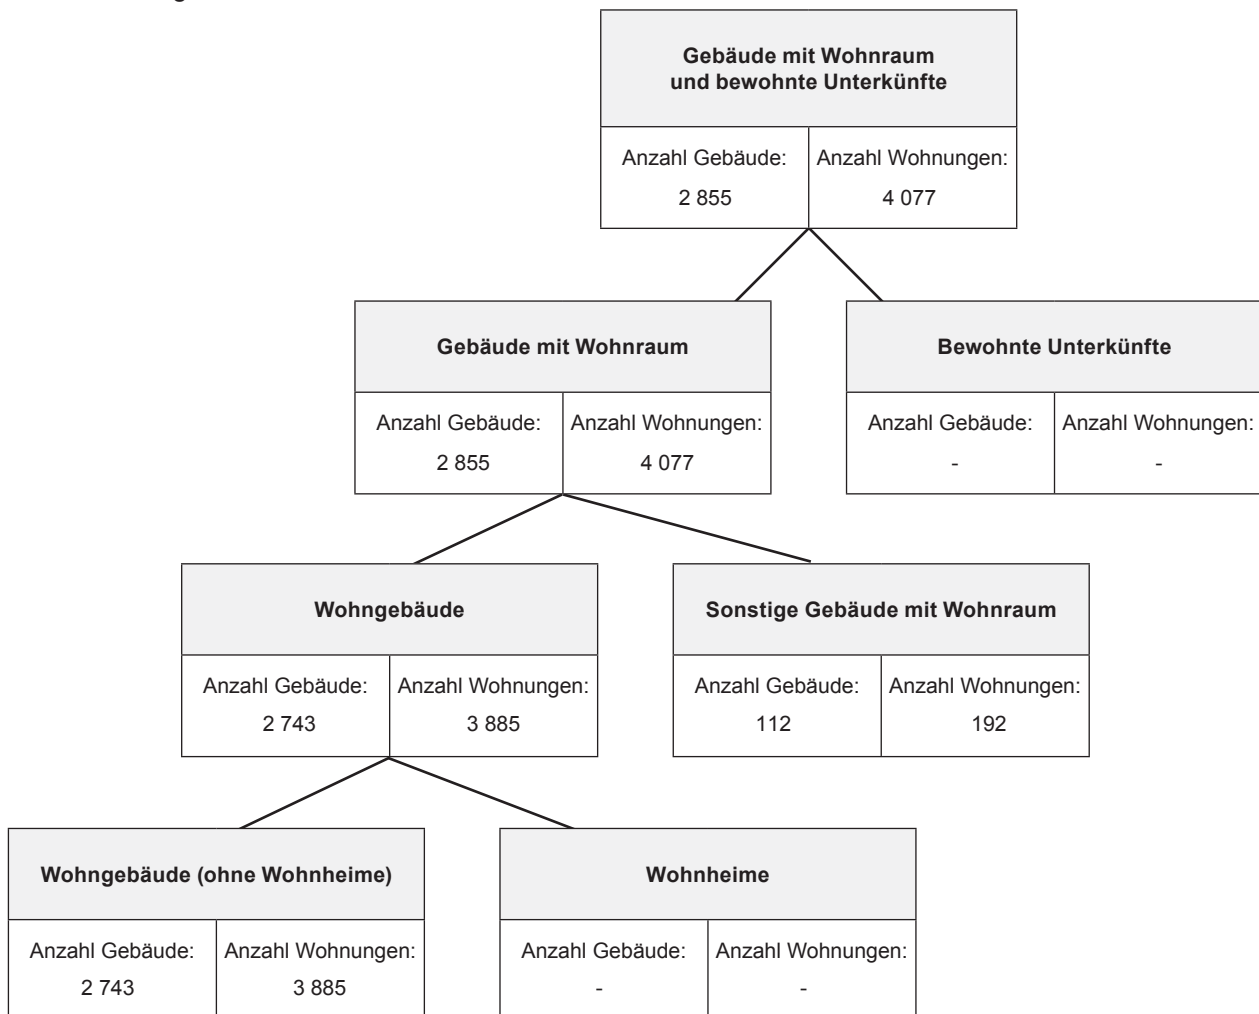 Gebäude mit Wohnraum
und bewohnte Unterkünfte
Anzahl Gebäude:
Anzahl Wohnungen:
2 855
4 077
Gebäude mit Wohnraum
Bewohnte Unterkünfte
Anzahl Gebäude:
Anzahl Wohnungen:
Anzahl Gebäude:
Anzahl Wohnungen:
2 855
4 077
-
-
Wohngebäude
Sonstige Gebäude mit Wohnraum
Anzahl Gebäude:
Anzahl Wohnungen:
Anzahl Gebäude:
Anzahl Wohnungen:
2 743
3 885
112
192
Wohngebäude (ohne Wohnheime)
Wohnheime
Anzahl Gebäude:
Anzahl Wohnungen:
Anzahl Gebäude:
Anzahl Wohnungen:
2 743
3 885
-
-